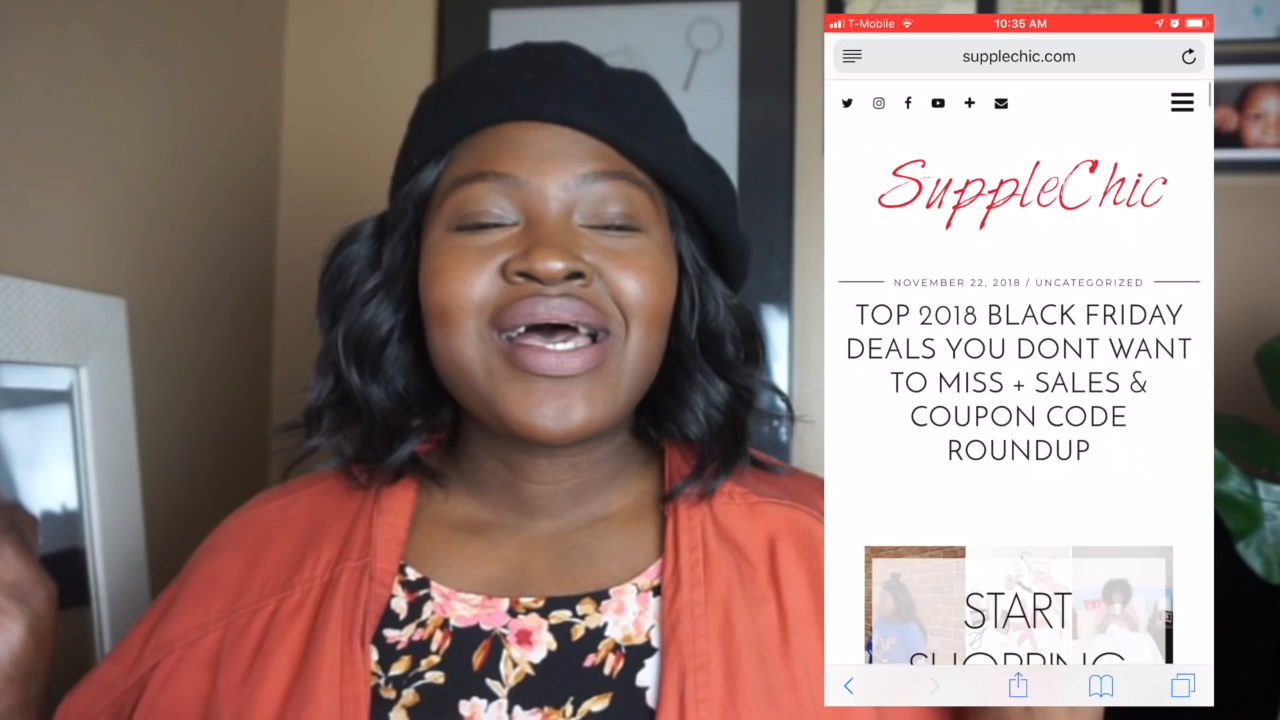 T-Mobile
10:35 AM
supplechic.com
SuppleChic
NOVEMBER 22, 2018 / UNCATEGORIZED
TOP 2018 BLACK FRIDAY
DEALS YOU DONT WANT
TO MISS + SALES &
COUPON CODE
ROUNDUP
START
SHOPPING